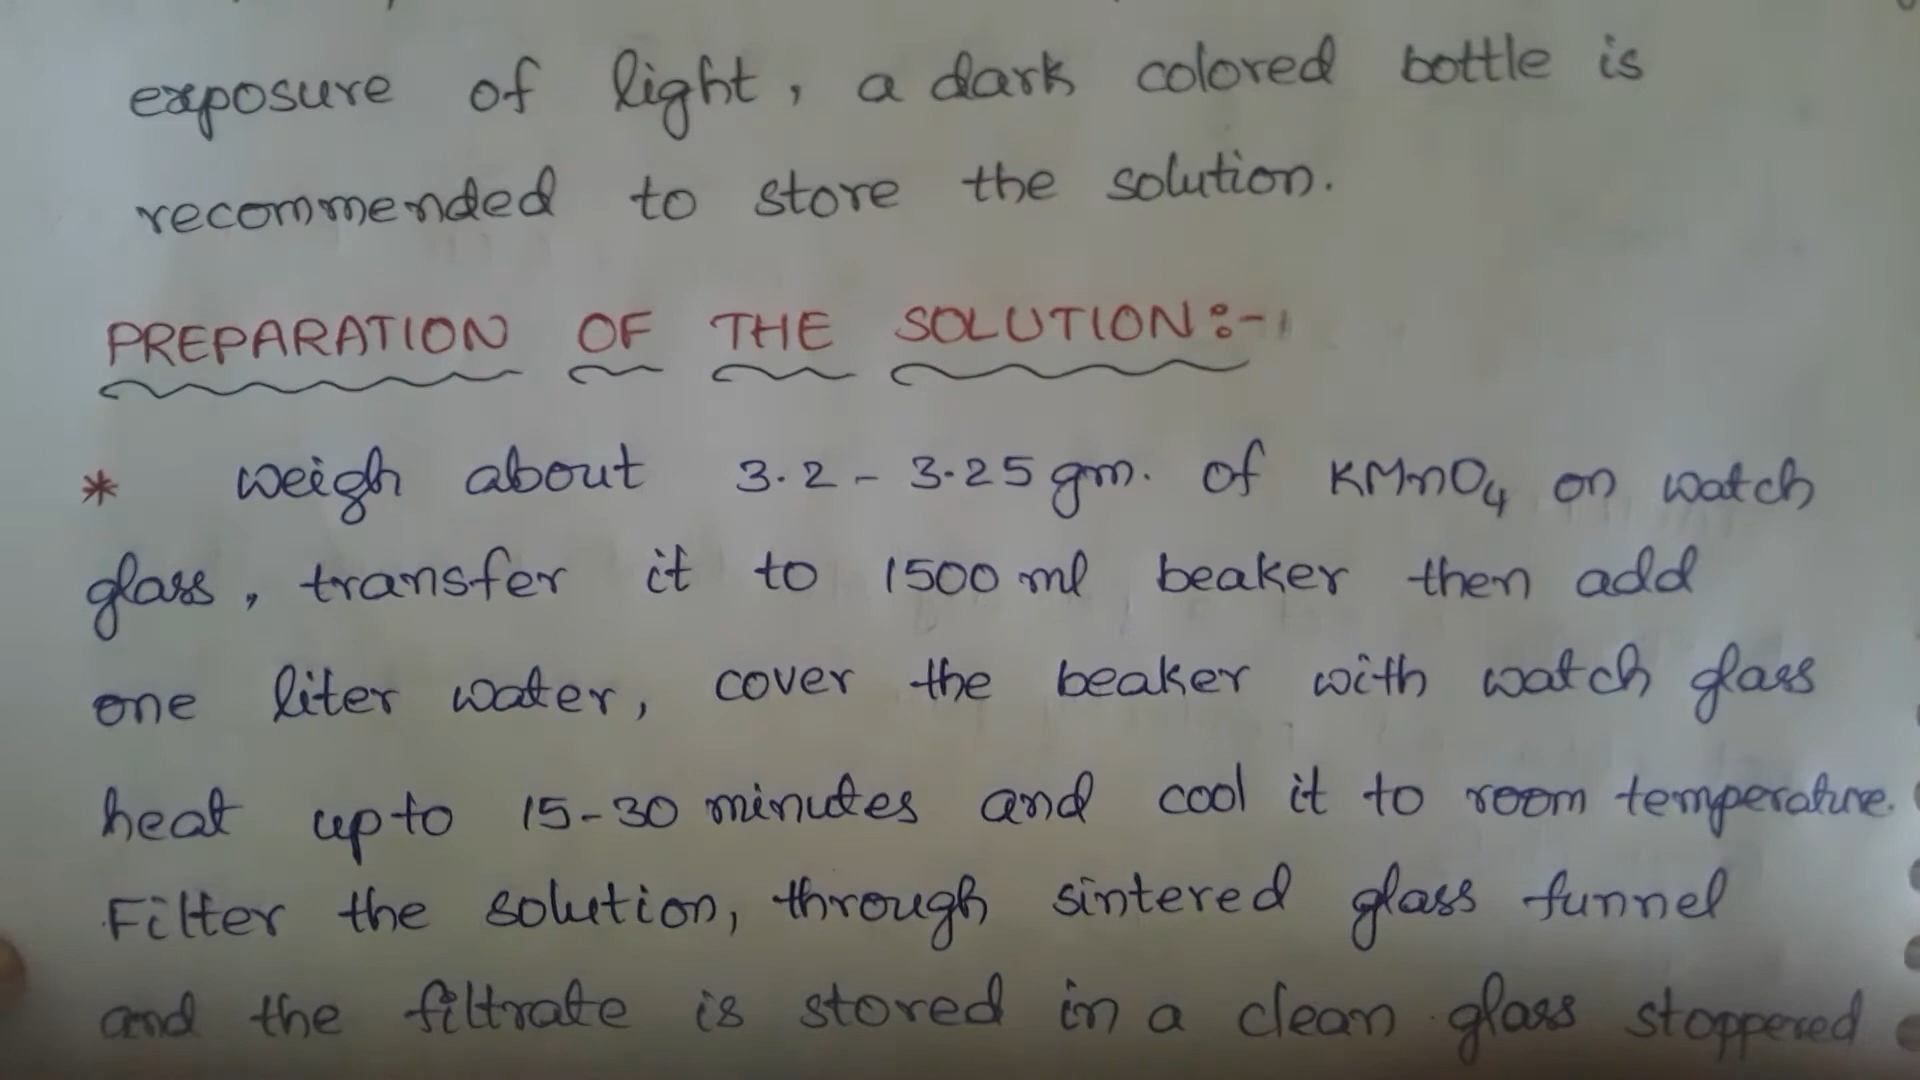 exposure of light, a dark colored bottle is
recommended to store the solution.
PREPARATION OF THE SOLUTION:-
* weigh about 3.2 - 3.25 gm. of KMnO4 on watch
glass, transfer it to 1500 ml beaker then add
one liter water, cover the beaker with watch glass
heat upto 15-30 minutes and cool it to room temperature.
Filter the solution, through sintered glass funnel
and the filtrate is stored in a clean glass stoppered